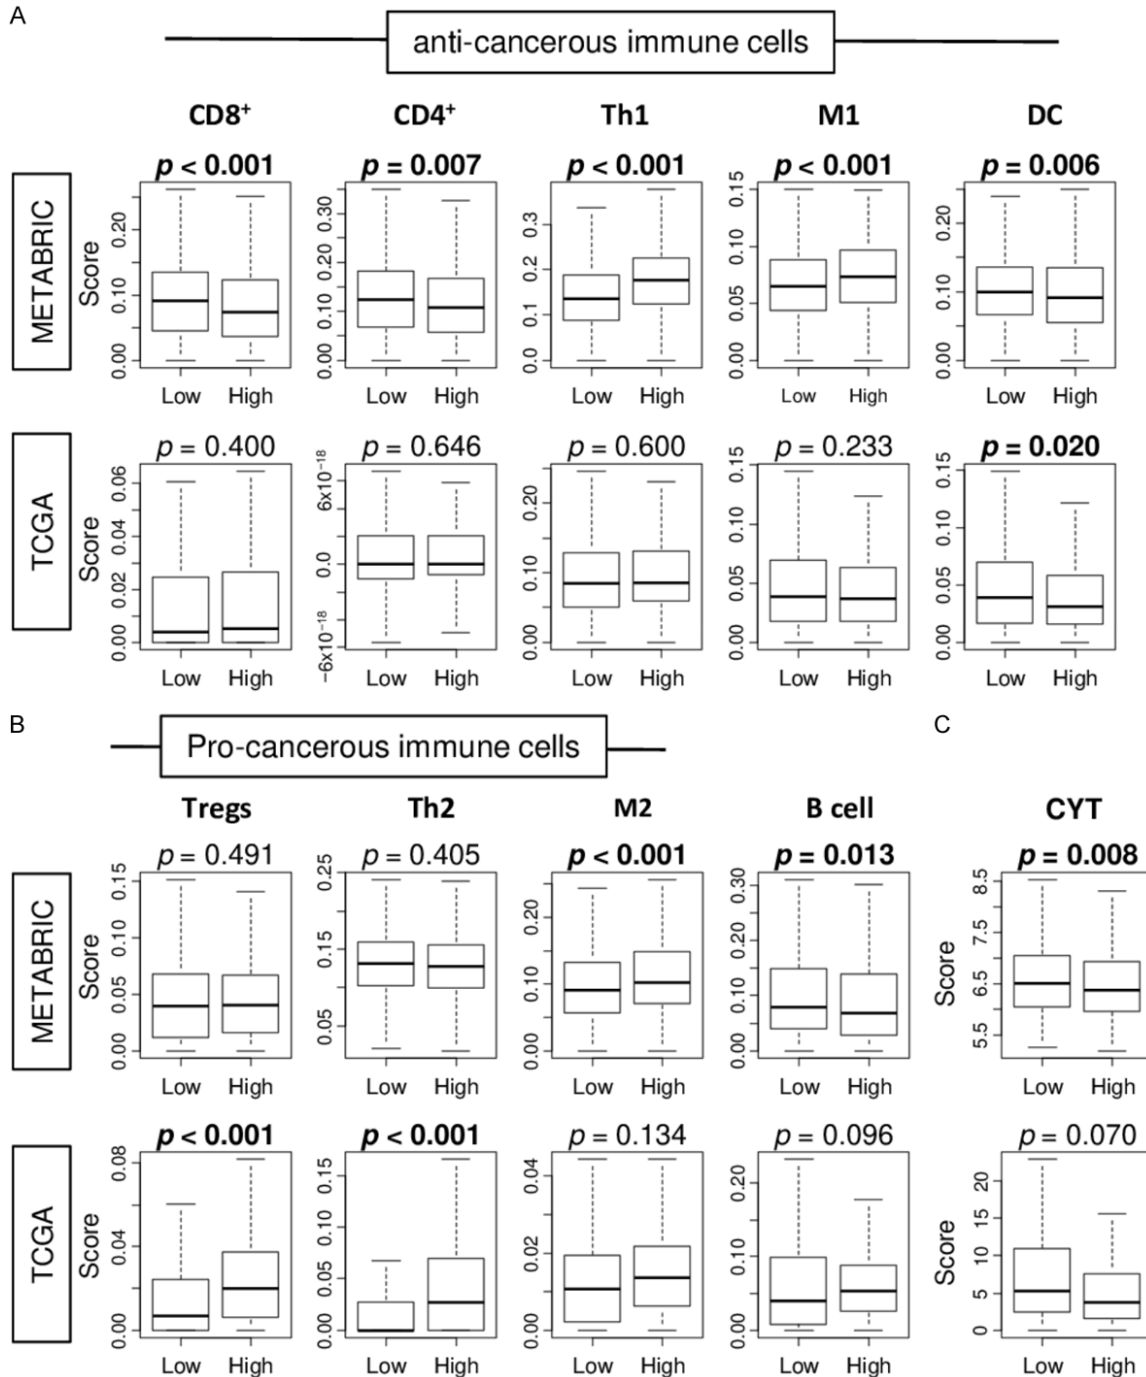 A
anti-cancerous immune cells
CD8⁺ CD4⁺ Th1 M1 DC
METABRIC
p < 0.001 p = 0.007 p < 0.001 p < 0.001 p = 0.006
Score
0.00 0.10 0.20
0.00 0.10 0.20 0.30
0.0 0.1 0.2 0.3
0.00 0.05 0.10 0.15
0.00 0.10 0.20
Low High Low High Low High Low High Low High
TCGA
p = 0.400 p = 0.646 p = 0.600 p = 0.233 p = 0.020
Score
0.00 0.02 0.04 0.06
−6x10⁻¹⁸ 0.0 6x10⁻¹⁸
0.00 0.10 0.20
0.00 0.05 0.10 0.15
0.00 0.05 0.10 0.15
Low High Low High Low High Low High Low High
B
Pro-cancerous immune cells
C
Tregs Th2 M2 B cell CYT
METABRIC
p = 0.491 p = 0.405 p < 0.001 p = 0.013 p = 0.008
Score
0.00 0.05 0.10 0.15
0.05 0.15 0.25
0.00 0.10 0.20
0.00 0.10 0.20 0.30
Score
5.5 6.5 7.5 8.5
Low High Low High Low High Low High Low High
TCGA
p < 0.001 p < 0.001 p = 0.134 p = 0.096 p = 0.070
Score
0.00 0.04 0.08
0.00 0.05 0.10 0.15
0.00 0.02 0.04
0.00 0.10 0.20
Score
0 5 10 15 20
Low High Low High Low High Low High Low High